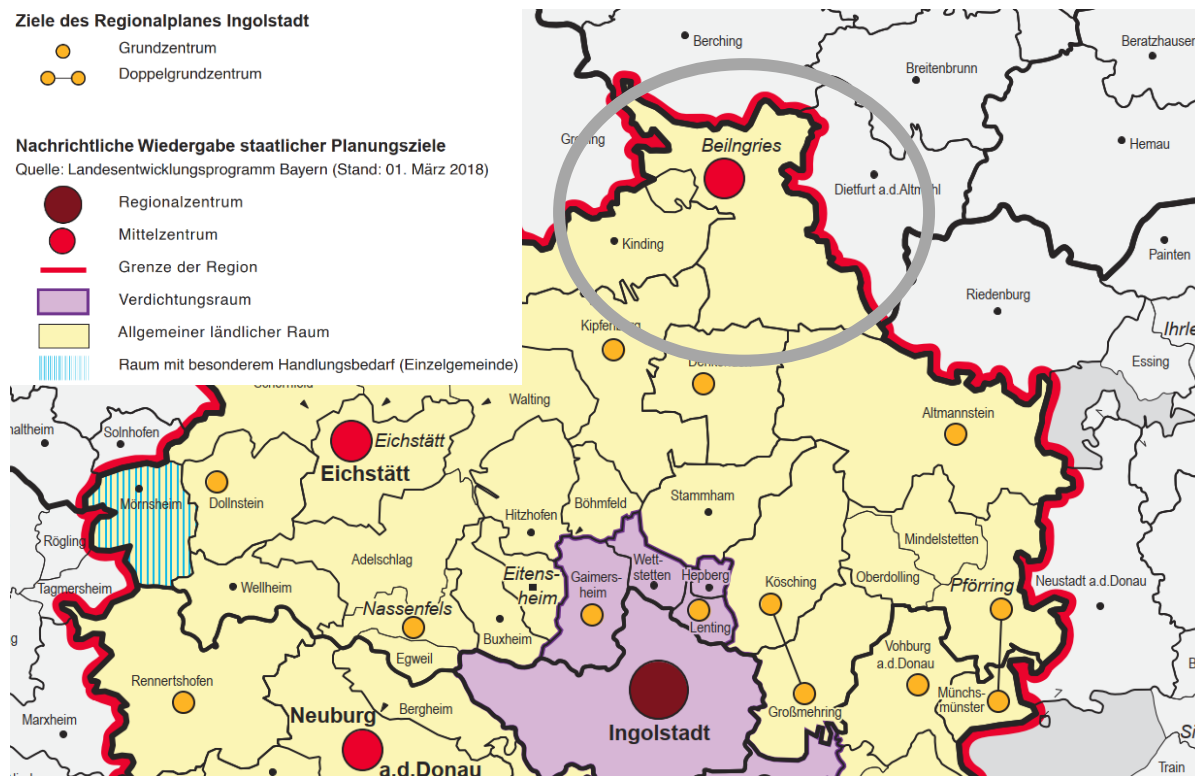 Ziele des Regionalplanes Ingolstadt
Grundzentrum
Doppelgrundzentrum
Nachrichtliche Wiedergabe staatlicher Planungsziele
Quelle: Landesentwicklungsprogramm Bayern (Stand: 01. März 2018)
Regionalzentrum
Mittelzentrum
Grenze der Region
Verdichtungsraum
Allgemeiner ländlicher Raum
Raum mit besonderem Handlungsbedarf (Einzelgemeinde)
Berching
Beratzhausen
Breitenbrunn
Hemau
Beilngries
Dietfurt a.d.Altmühl
Kinding
Painten
Riedenburg
Essing
Walting
Altmannstein
Solnhofen
Eichstätt
Eichstätt
Mörnsheim
Dollnstein
Stammham
Böhmfeld
Hitzhofen
Rögling
Mindelstetten
Adelschlag
Wett-
stetten
Hepberg
Gaimers-
heim
Eitens-
heim
Kösching
Oberdolling
Pförring
Neustadt a.d.Donau
Tagmersheim
Wellheim
Nassenfels
Buxheim
Lenting
Egweil
Vohburg
a.d.Donau
Rennertshofen
Münchs-
münster
Großmehring
Neuburg
Bergheim
Marxheim
Ingolstadt
a.d.Donau
Train